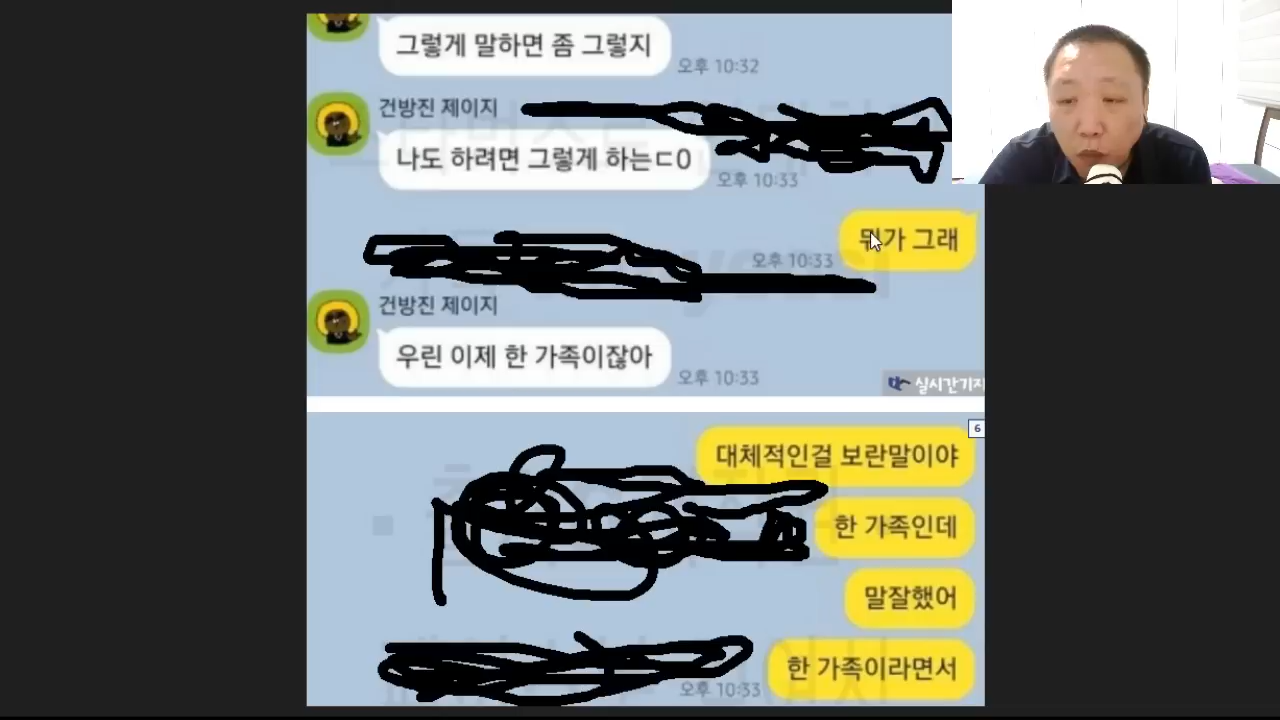 그렇게 말하면 좀 그렇지
오후 10:32
건방진 제이지
나도 하려면 그렇게 하는ㄷ0
오후 10:33
뭐가 그래
오후 10:33
건방진 제이지
우린 이제 한 가족이잖아
오후 10:33
실시간기자
6
대체적인걸 보란말이야
한 가족인데
말잘했어
한 가족이라면서
오후 10:33